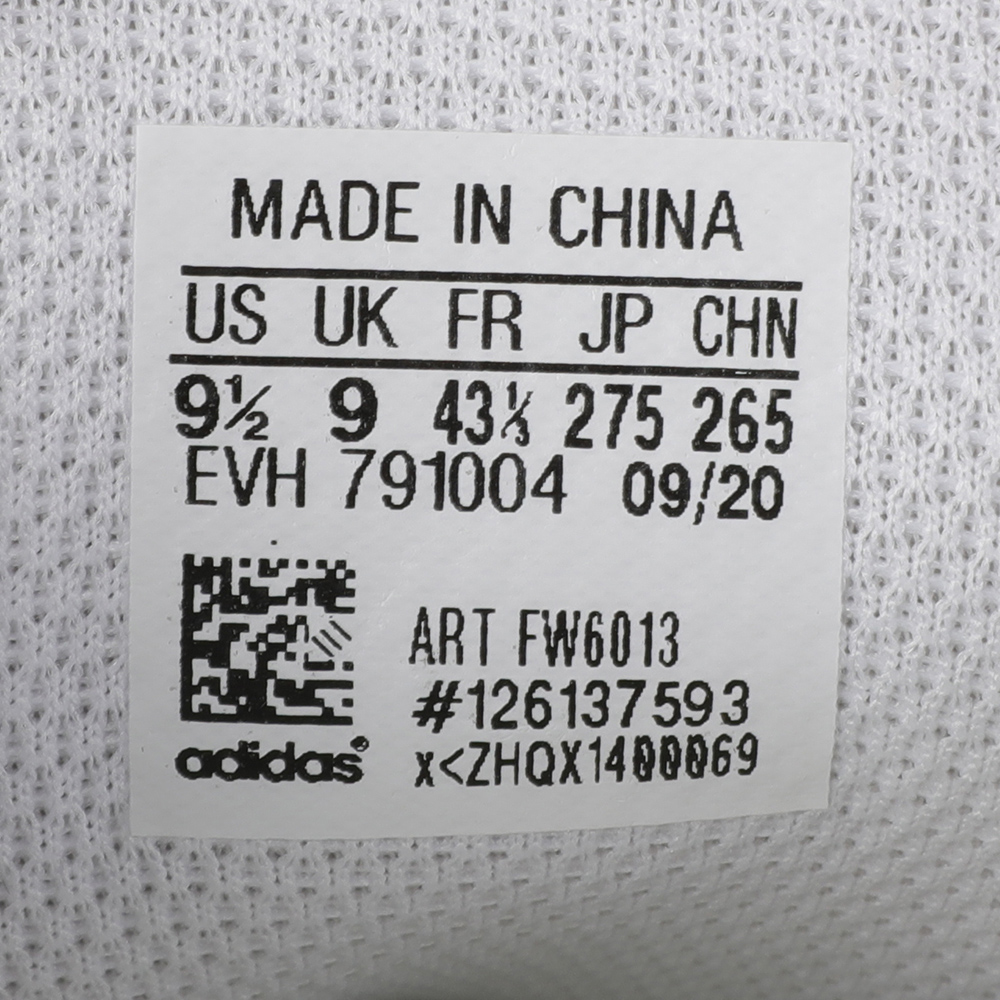 MADE IN CHINA
US UK FR JP CHN
9½ 9 43⅓ 275 265
EVH 791004 09/20
ART FW6013
#126137593
x<ZHQX1400069
adidas®